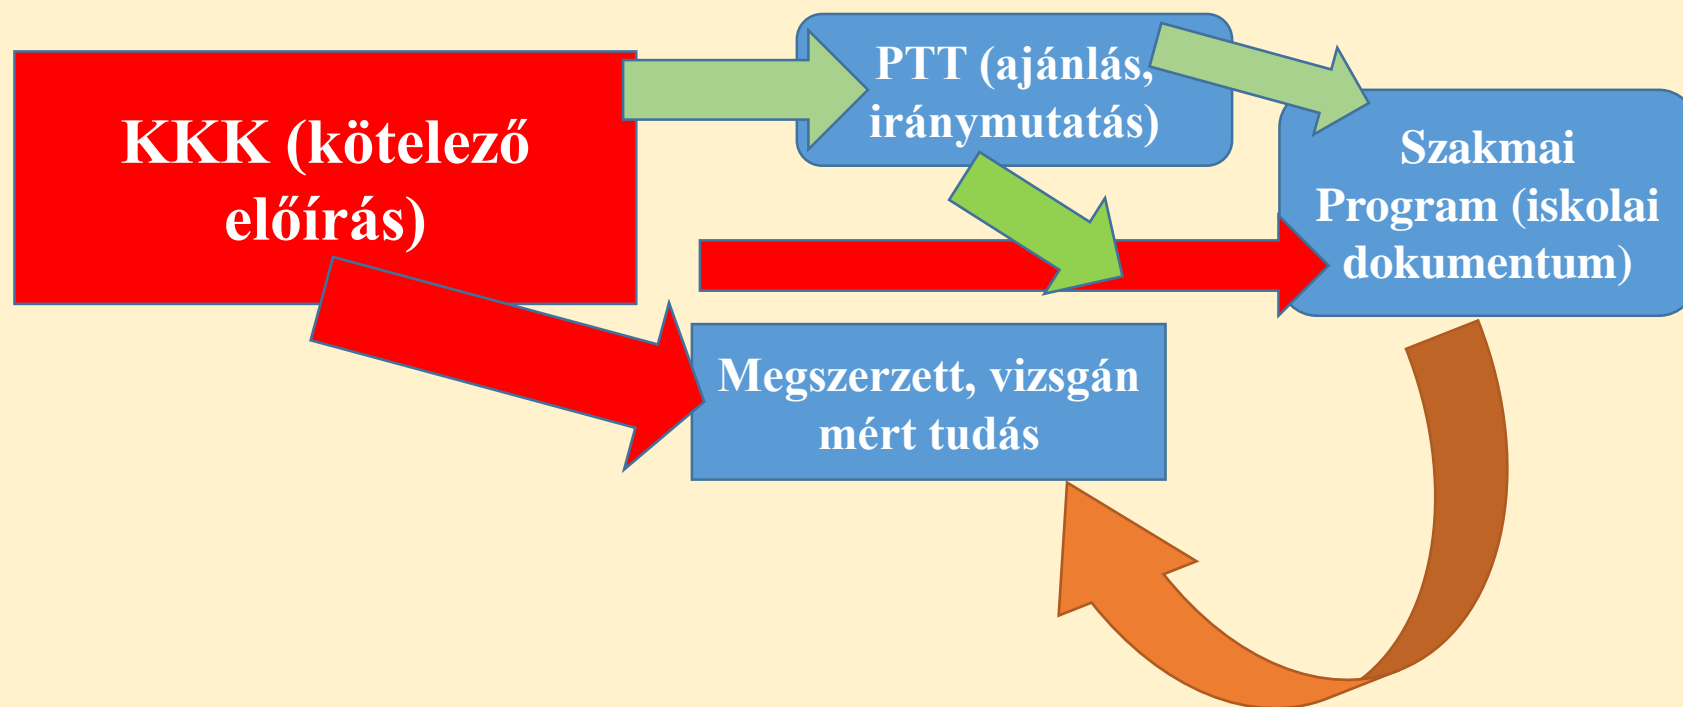 KKK (kötelező
előírás)
PTT (ajánlás,
iránymutatás)
Szakmai
Program (iskolai
dokumentum)
Megszerzett, vizsgán
mért tudás